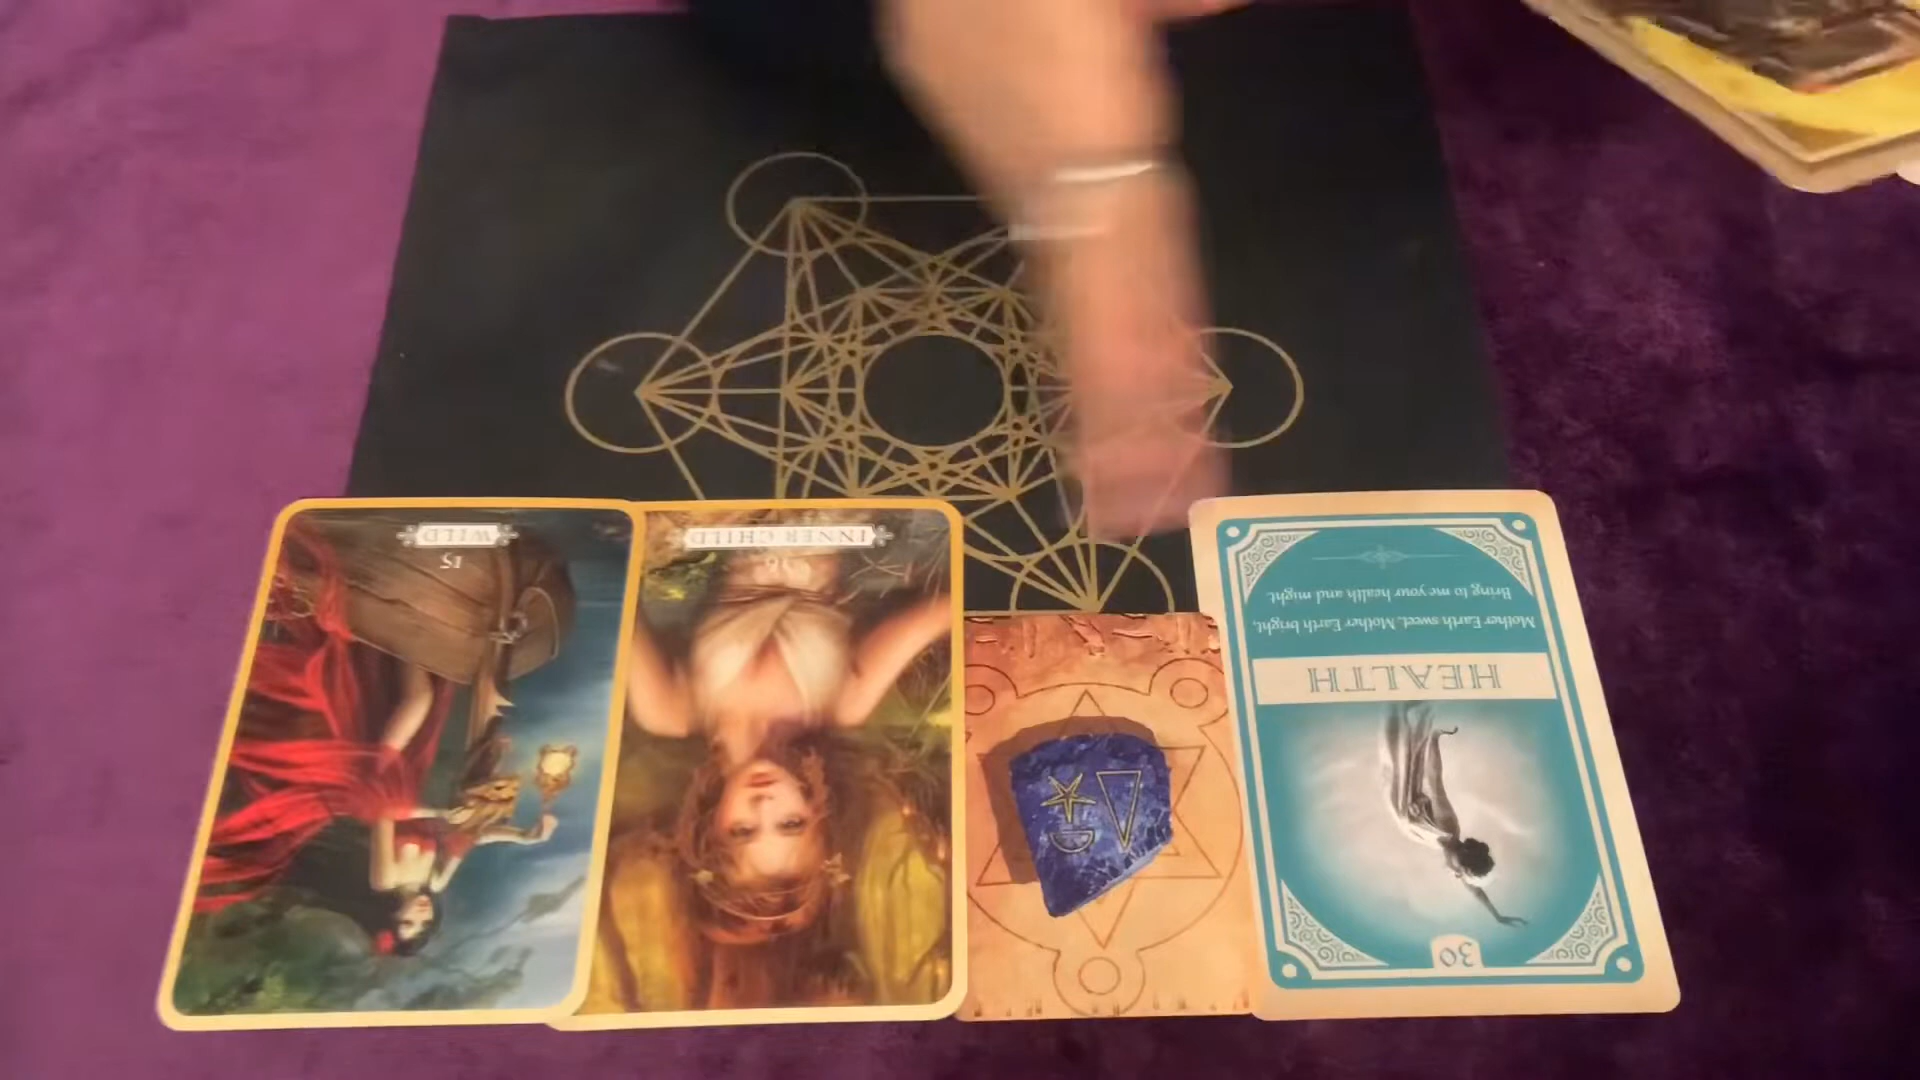 WILD
15
INNER CHILD
30
HEALTH
Mother Earth sweet, Mother Earth bright,
Bring to me your health and might.